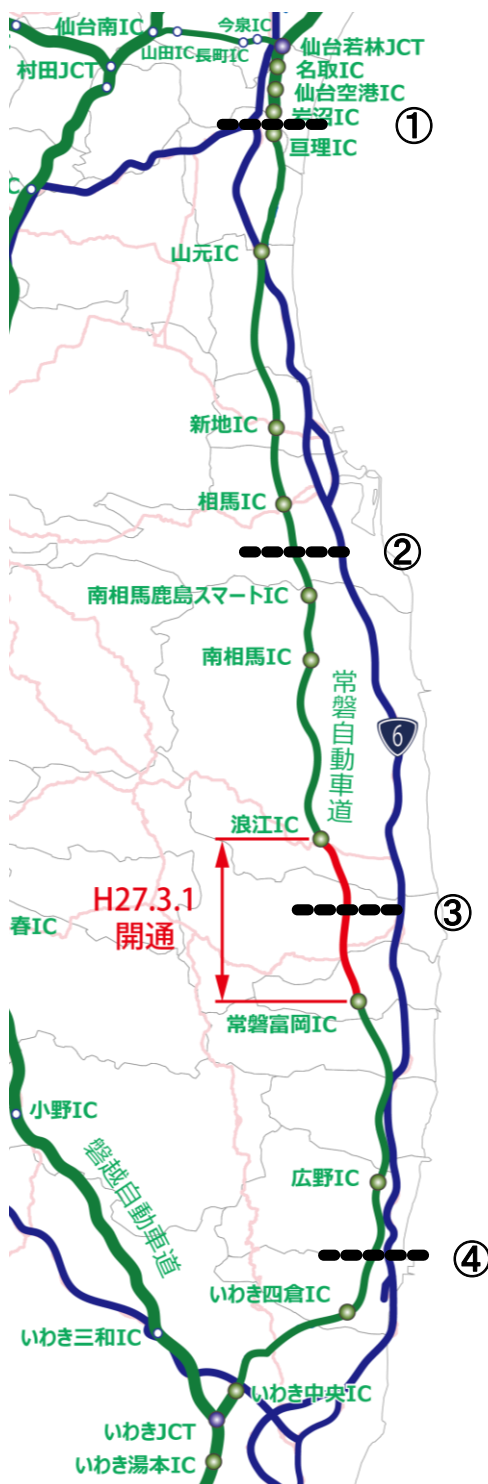 今泉IC
仙台南IC
山田IC
長町IC
仙台若林JCT
村田JCT
名取IC
仙台空港IC
岩沼IC
①
亘理IC
C
山元IC
新地IC
相馬IC
②
南相馬鹿島スマートIC
南相馬IC
常磐自動車道
6
浪江IC
H27.3.1
開通
③
春IC
常磐富岡IC
小野IC
磐越自動車道
広野IC
④
いわき四倉IC
いわき三和IC
いわき中央IC
いわきJCT
いわき湯本IC